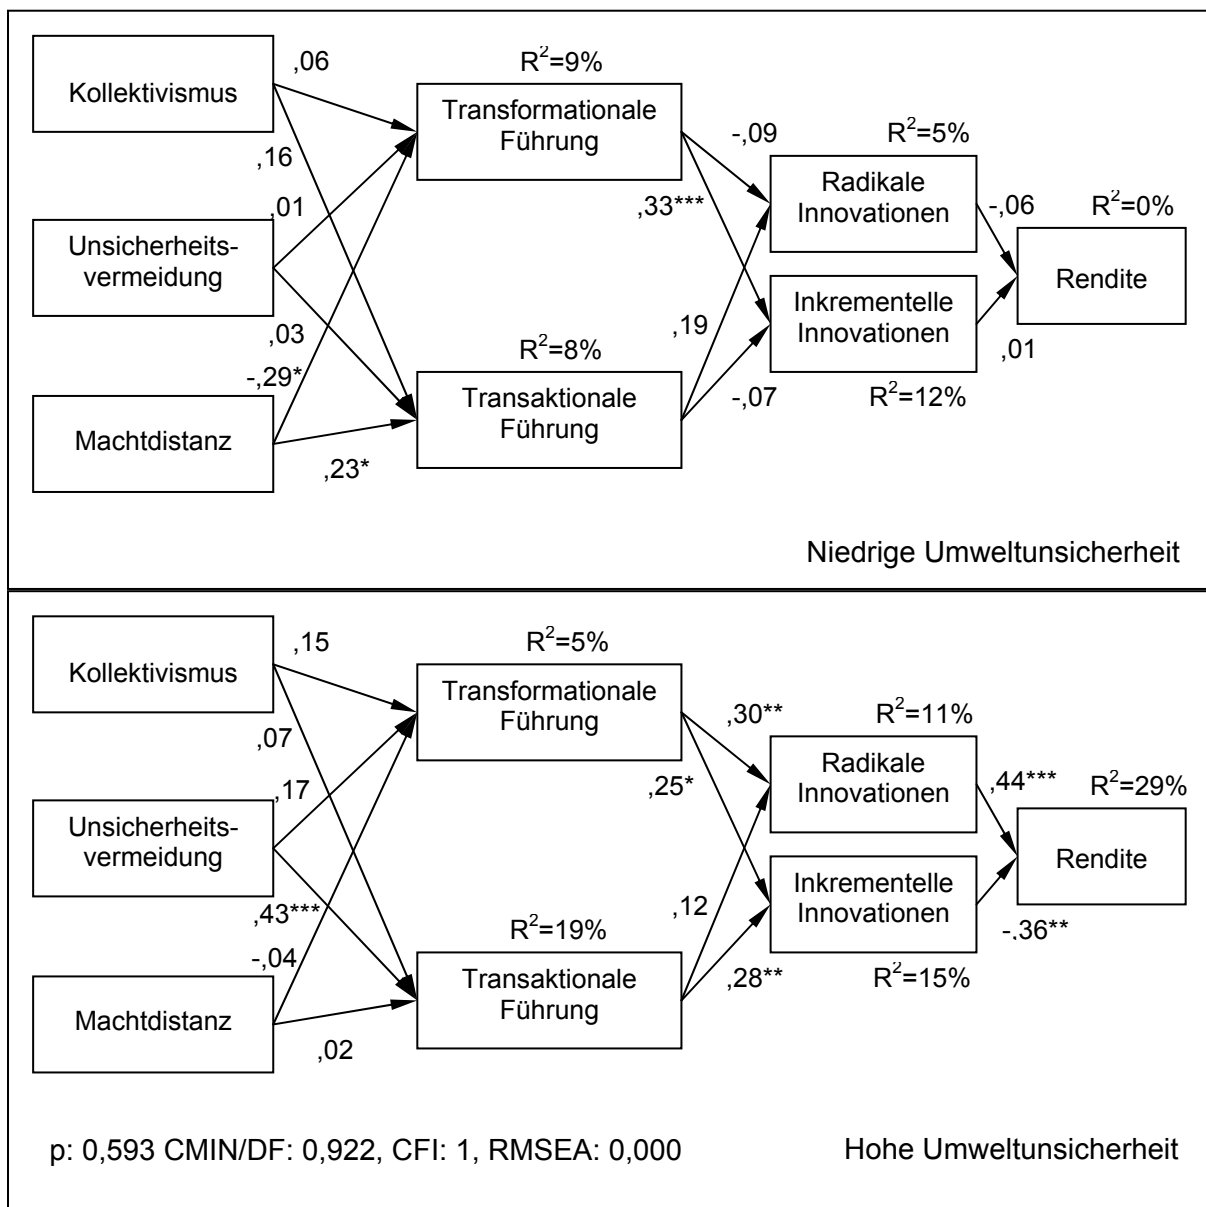 ,06
R²=9%
Kollektivismus
Transformationale
Führung
-,09
R²=5%
,16
Radikale
Innovationen
,33***
-,06
R²=0%
,01
Unsicherheits-
vermeidung
Rendite
Inkrementelle
Innovationen
,03
,19
R²=8%
,01
-,29*
-,07
R²=12%
Transaktionale
Führung
Machtdistanz
,23*
Niedrige Umweltunsicherheit
,15
R²=5%
Kollektivismus
Transformationale
Führung
,30**
R²=11%
,07
Radikale
Innovationen
,25*
,44***
R²=29%
,17
Unsicherheits-
vermeidung
Rendite
Inkrementelle
Innovationen
,43***
,12
R²=19%
-,36**
-,04
,28**
R²=15%
Transaktionale
Führung
Machtdistanz
,02
p: 0,593 CMIN/DF: 0,922, CFI: 1, RMSEA: 0,000
Hohe Umweltunsicherheit